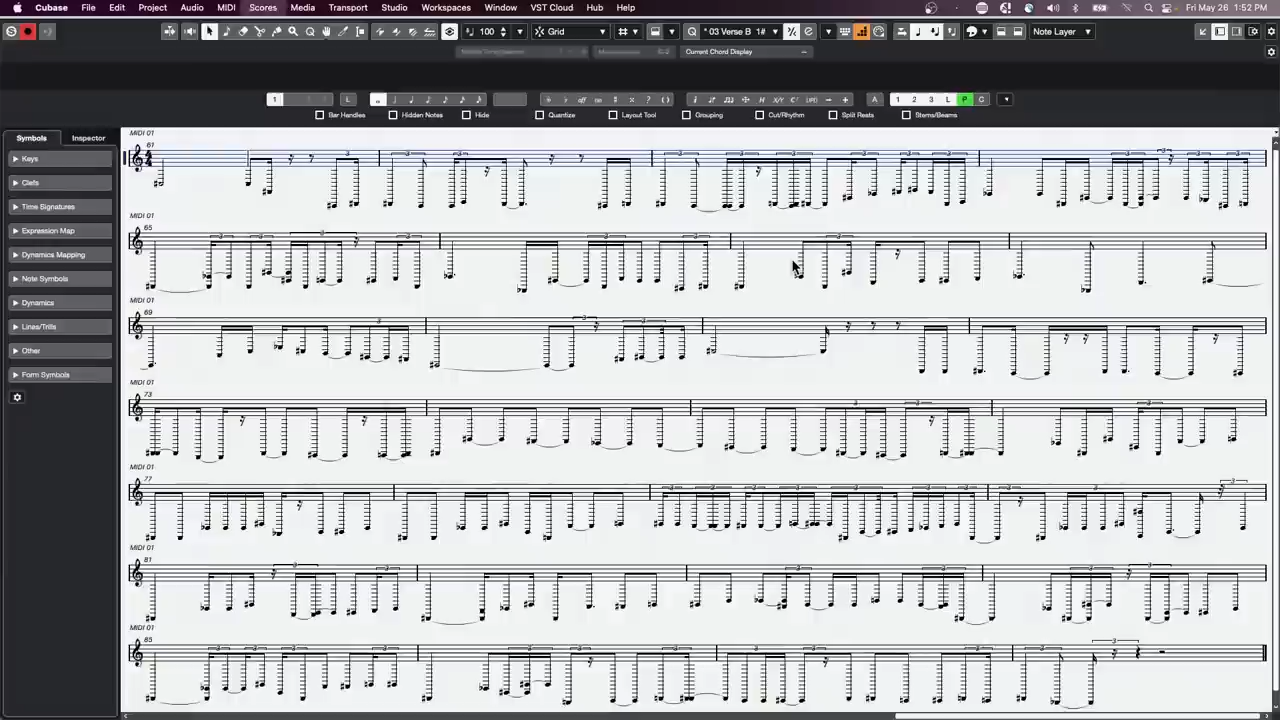 Cubase File Edit Project Audio MIDI Scores Media Transport Studio Workspaces Window VST Cloud Hub Help Fri May 26 1:52 PM
S 100 Grid Q * 03 Verse B 1# Note Layer
Current Chord Display
1 L H X/Y A 1 2 3 L P G
Bar Handles Hidden Notes Hide Quantize Layout Tool Grouping Cut/Rhythm Split Rests Stems/Beams
Symbols Inspector
Keys
Clefs
Time Signatures
Expression Map
Dynamics Mapping
Note Symbols
Dynamics
Lines/Trills
Other
Form Symbols
MIDI 01
61
MIDI 01
65
MIDI 01
69
MIDI 01
73
MIDI 01
77
MIDI 01
81
MIDI 01
85